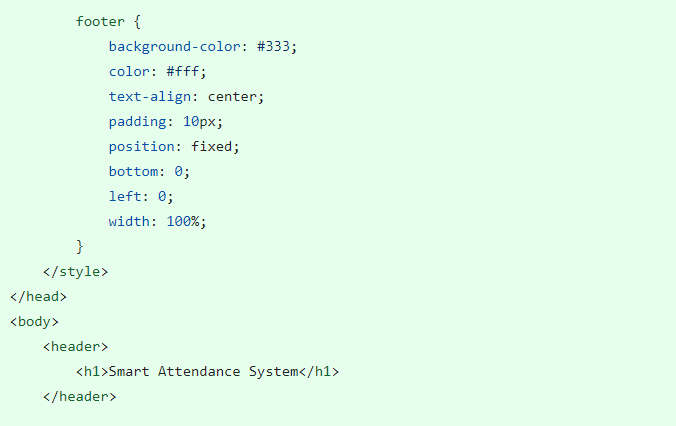 footer {
background-color: #333;
color: #fff;
text-align: center;
padding: 10px;
position: fixed;
bottom: 0;
left: 0;
width: 100%;
}
</style>
</head>
<body>
<header>
<h1>Smart Attendance System</h1>
</header>